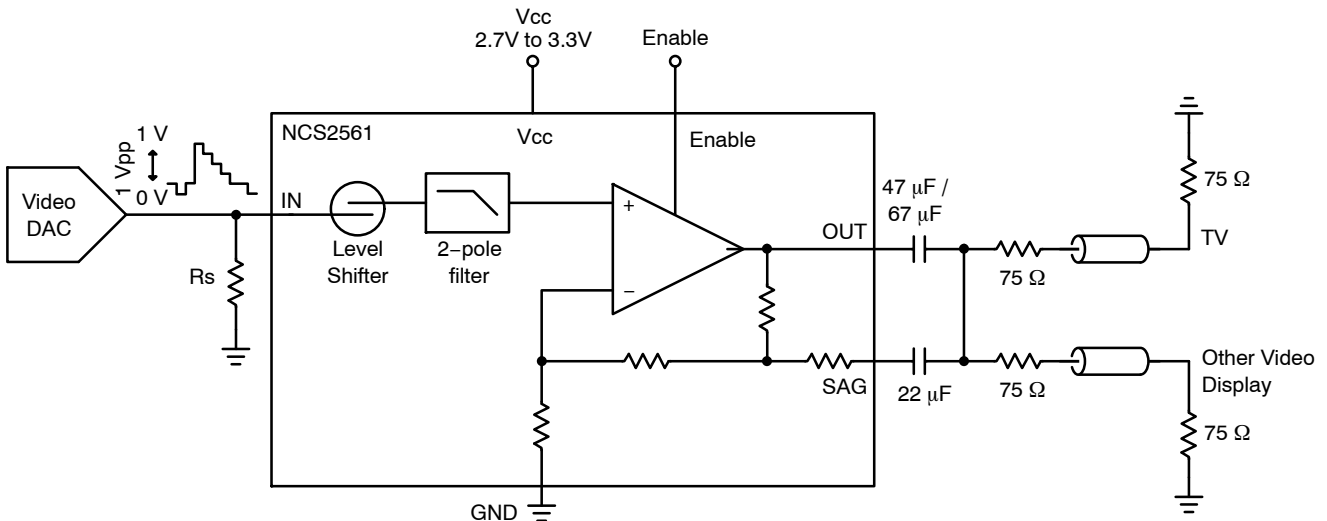 Vcc
2.7V to 3.3V
Enable
NCS2561
Vcc
Enable
1 Vpp
1 V
0 V
Video
DAC
IN
Rs
Level
Shifter
2−pole
filter
+
−
OUT
SAG
GND
47 μF /
67 μF
22 μF
75 Ω
75 Ω
TV
75 Ω
Other Video
Display
75 Ω